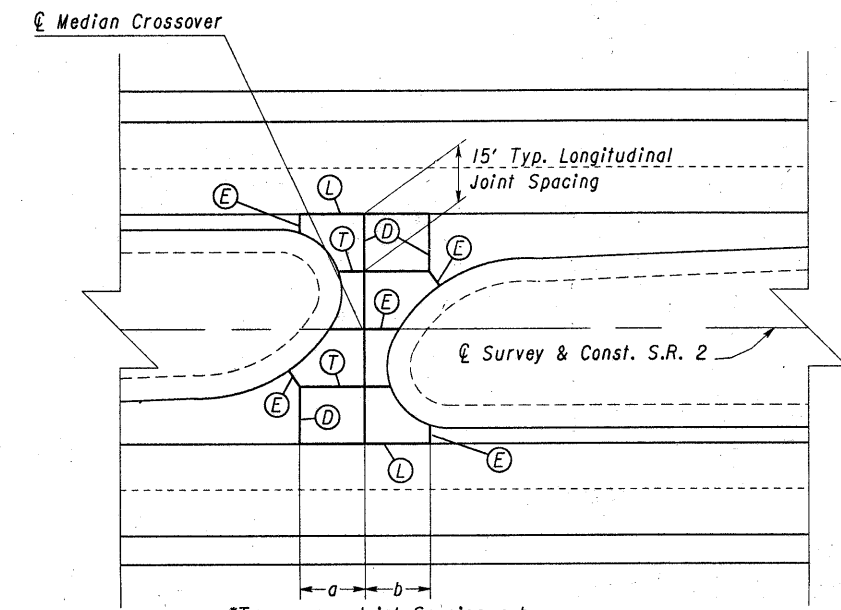 ℄ Median Crossover
15' Typ. Longitudinal
Joint Spacing
E
L
T
D
E
E
℄ Survey & Const. S.R. 2
T
E
D
L
E
a
b